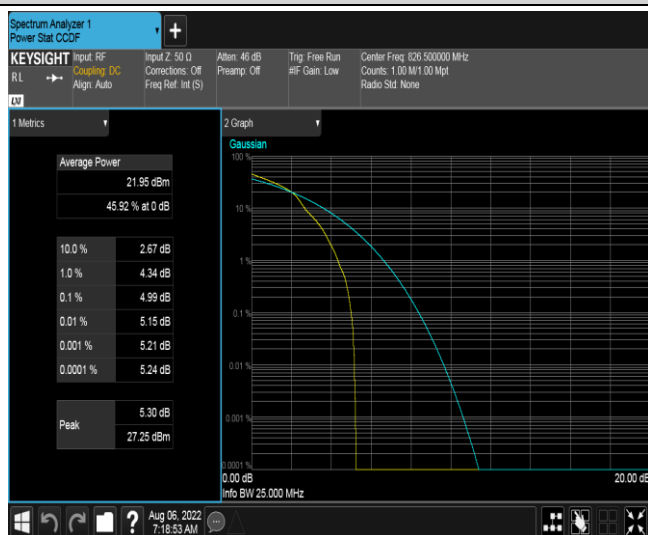 Spectrum Analyzer 1
Power Stat CCDF
+
KEYSIGHT
RL
LXI
Input: RF
Coupling: DC
Align: Auto
Input Z: 50 Ω
Corrections: Off
Freq Ref: Int (S)
Atten: 46 dB
Preamp: Off
Trig: Free Run
#IF Gain: Low
Center Freq: 826.500000 MHz
Counts: 1.00 M/1.00 Mpt
Radio Std: None
1 Metrics
Average Power
21.95 dBm
45.92 % at 0 dB
10.0 % 2.67 dB
1.0 % 4.34 dB
0.1 % 4.99 dB
0.01 % 5.15 dB
0.001 % 5.21 dB
0.0001 % 5.24 dB
Peak 5.30 dB
27.25 dBm
2 Graph
Gaussian
100 %
10 %
1 %
0.1 %
0.01 %
0.001 %
0.0001 %
0.00 dB 20.00 dB
Info BW 25.000 MHz
?
Aug 06, 2022
7:18:53 AM